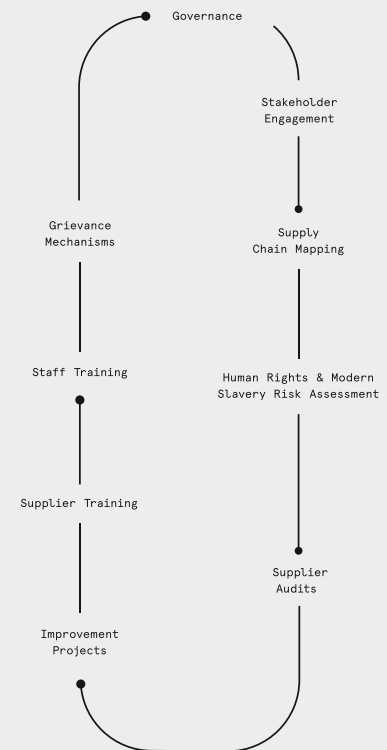 Governance
Stakeholder
Engagement
Supply
Chain Mapping
Human Rights & Modern
Slavery Risk Assessment
Supplier
Audits
Improvement
Projects
Supplier Training
Staff Training
Grievance
Mechanisms